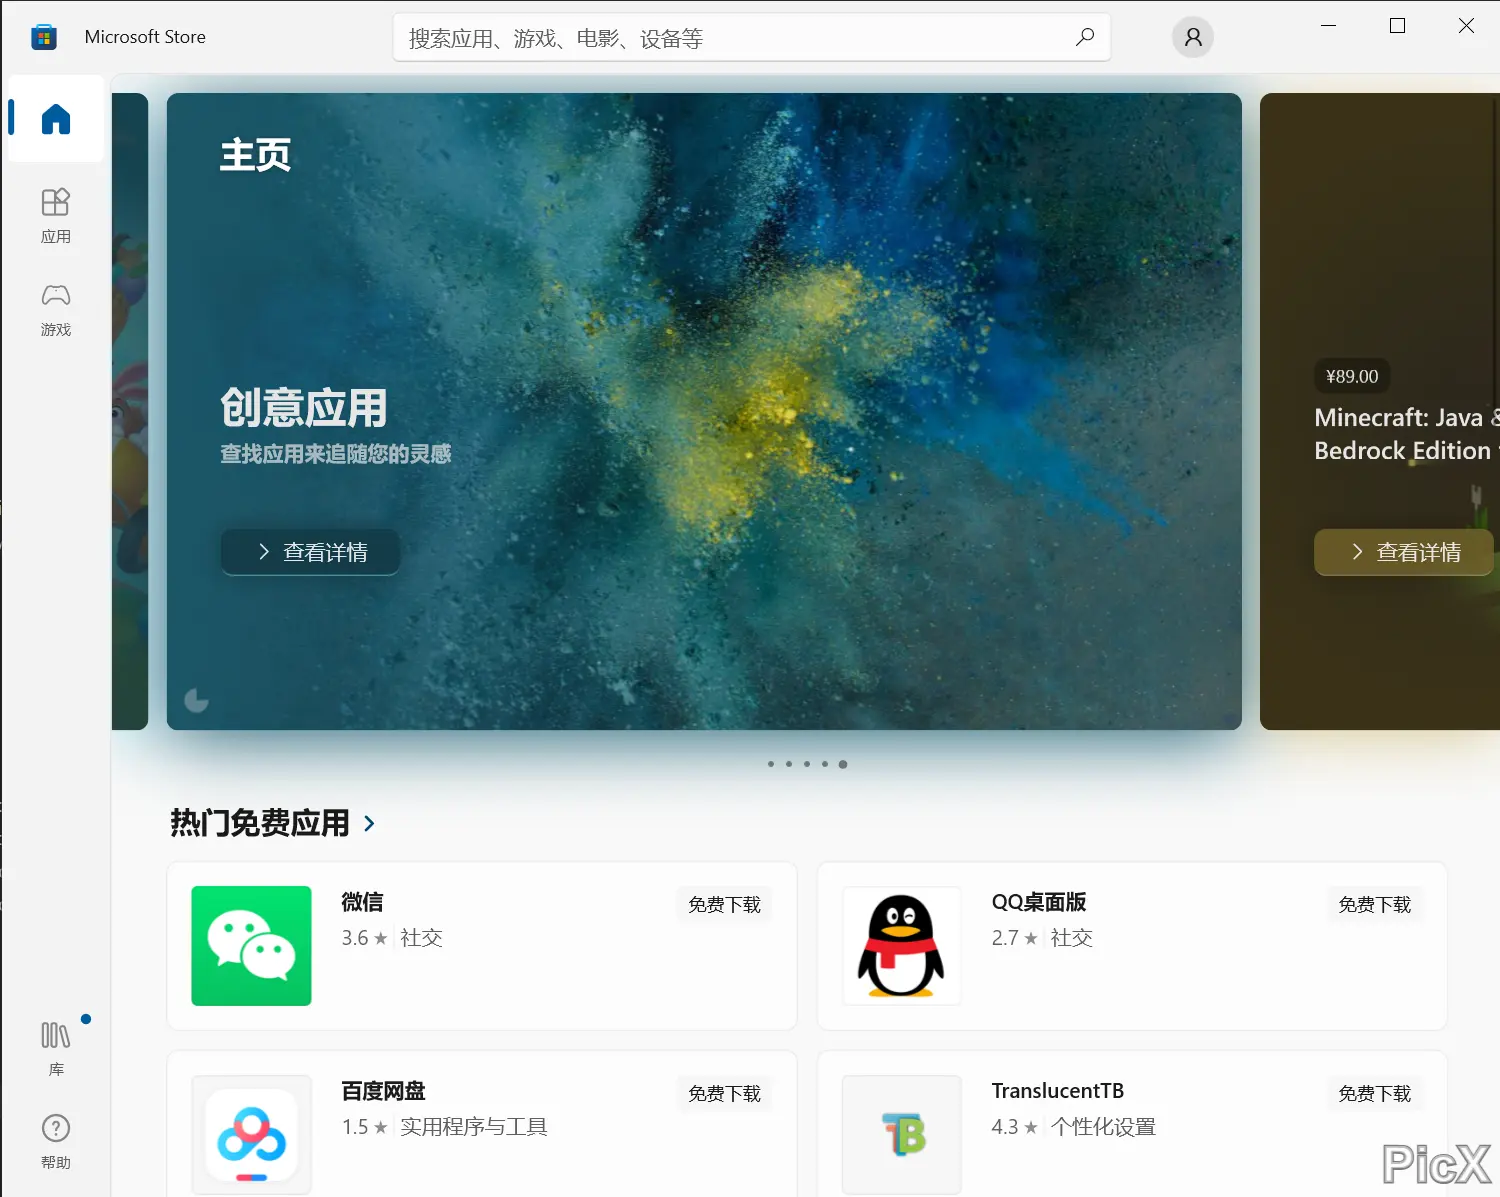 Microsoft Store
搜索应用、游戏、电影、设备等
主页
应用
游戏
创意应用
查找应用来追随您的灵感
查看详情
¥89.00
Minecraft: Java &
Bedrock Edition
查看详情
热门免费应用
微信
3.6 ★ 社交
免费下载
QQ桌面版
2.7 ★ 社交
免费下载
百度网盘
1.5 ★ 实用程序与工具
免费下载
TranslucentTB
4.3 ★ 个性化设置
免费下载
库
帮助
PicX